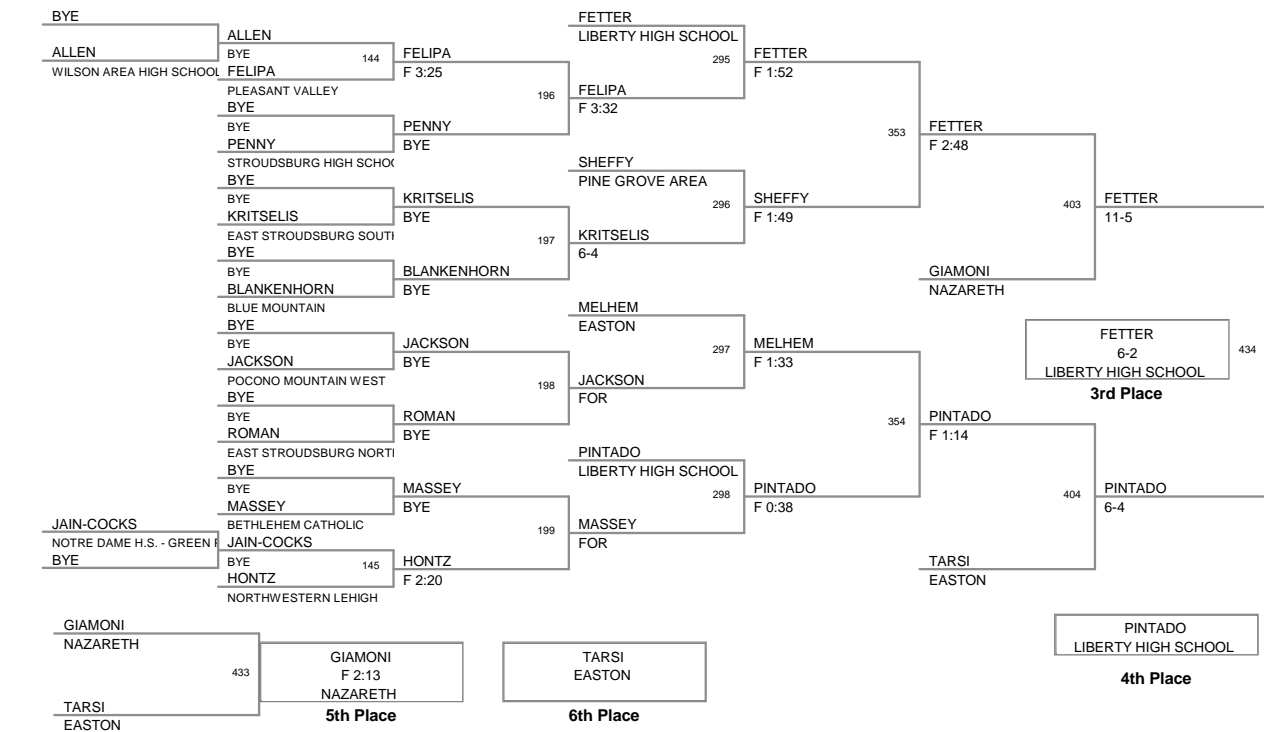 BYE
ALLEN
WILSON AREA HIGH SCHOOL
ALLEN
BYE
144
FELIPA
PLEASANT VALLEY
BYE
BYE
PENNY
STROUDSBURG HIGH SCHOO
BYE
BYE
KRITSELIS
EAST STROUDSBURG SOUTH
BYE
BYE
BLANKENHORN
BLUE MOUNTAIN
BYE
BYE
JACKSON
POCONO MOUNTAIN WEST
BYE
BYE
ROMAN
EAST STROUDSBURG NORTH
BYE
BYE
MASSEY
BETHLEHEM CATHOLIC
JAIN-COCKS
NOTRE DAME H.S. - GREEN P
BYE
JAIN-COCKS
BYE
145
HONTZ
NORTHWESTERN LEHIGH
FELIPA
F 3:25
196
PENNY
BYE
KRITSELIS
BYE
197
BLANKENHORN
BYE
JACKSON
BYE
198
ROMAN
BYE
MASSEY
BYE
199
HONTZ
F 2:20
FETTER
LIBERTY HIGH SCHOOL
295
FELIPA
F 3:32
SHEFFY
PINE GROVE AREA
296
KRITSELIS
6-4
MELHEM
EASTON
297
JACKSON
FOR
PINTADO
LIBERTY HIGH SCHOOL
298
MASSEY
FOR
FETTER
F 1:52
353
SHEFFY
F 1:49
MELHEM
F 1:33
354
PINTADO
F 0:38
FETTER
F 2:48
403
GIAMONI
NAZARETH
PINTADO
F 1:14
404
TARSI
EASTON
FETTER
11-5
PINTADO
6-4
FETTER
6-2
LIBERTY HIGH SCHOOL
434
3rd Place
PINTADO
LIBERTY HIGH SCHOOL
4th Place
GIAMONI
NAZARETH
433
TARSI
EASTON
GIAMONI
F 2:13
NAZARETH
5th Place
TARSI
EASTON
6th Place